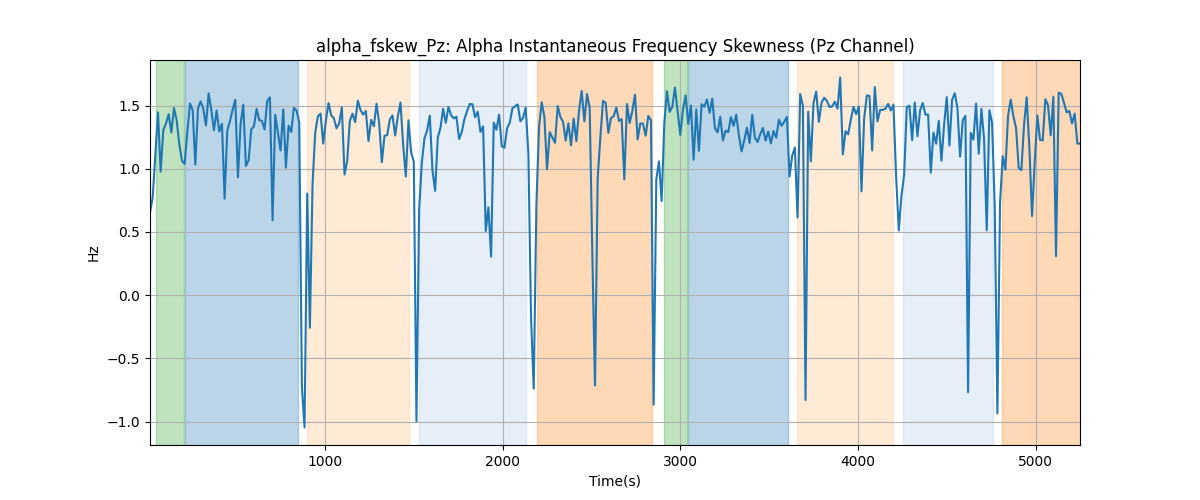 alpha_fskew_Pz: Alpha Instantaneous Frequency Skewness (Pz Channel)
Hz
1.5
1.0
0.5
0.0
−0.5
−1.0
1000 2000 3000 4000 5000
Time(s)